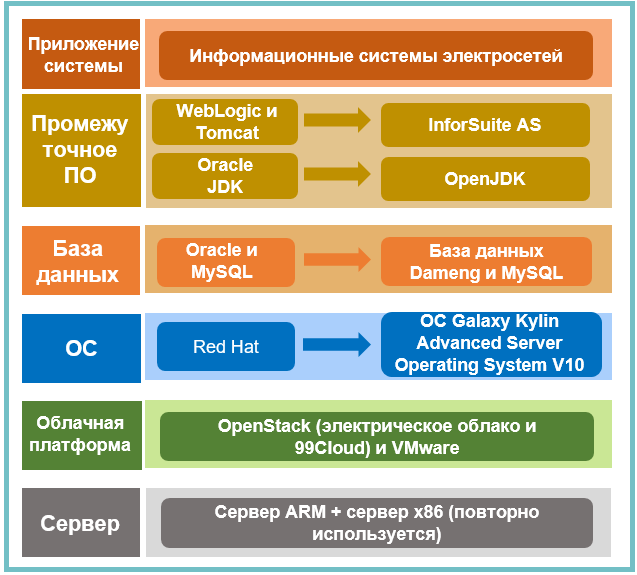 Приложение
системы
Информационные системы электросетей
Промежу
точное
ПО
WebLogic и
Tomcat
InforSuite AS
Oracle
JDK
OpenJDK
База
данных
Oracle и
MySQL
База данных
Dameng и MySQL
ОС
Red Hat
ОС Galaxy Kylin
Advanced Server
Operating System V10
Облачная
платформа
OpenStack (электрическое облако и
99Cloud) и VMware
Сервер
Сервер ARM + сервер x86 (повторно
используется)